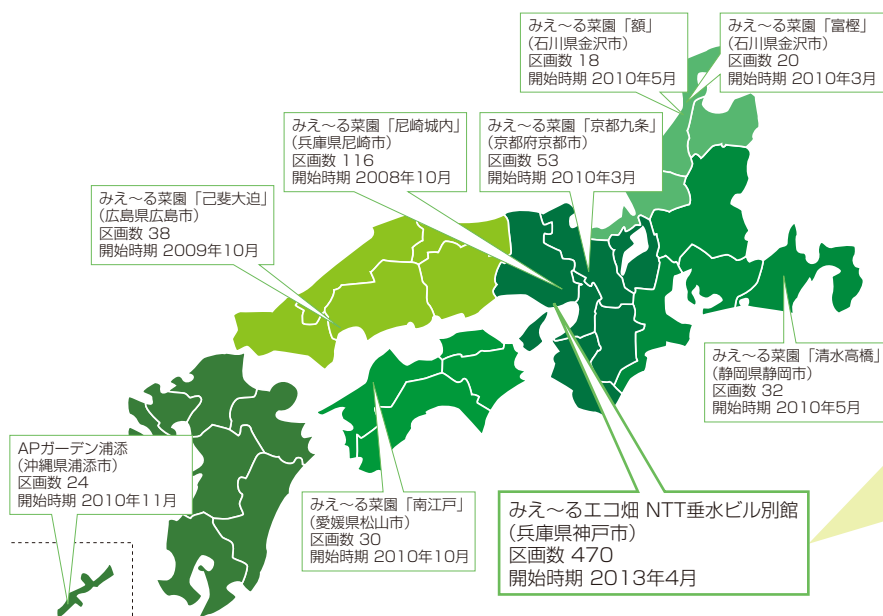 みえ〜る菜園「額」
(石川県金沢市)
区画数 18
開始時期 2010年5月
みえ〜る菜園「富樫」
(石川県金沢市)
区画数 20
開始時期 2010年3月
みえ〜る菜園「尼崎城内」
(兵庫県尼崎市)
区画数 116
開始時期 2008年10月
みえ〜る菜園「京都九条」
(京都府京都市)
区画数 53
開始時期 2010年3月
みえ〜る菜園「己斐大迫」
(広島県広島市)
区画数 38
開始時期 2009年10月
みえ〜る菜園「清水高橋」
(静岡県静岡市)
区画数 32
開始時期 2010年5月
APガーデン浦添
(沖縄県浦添市)
区画数 24
開始時期 2010年11月
みえ〜る菜園「南江戸」
(愛媛県松山市)
区画数 30
開始時期 2010年10月
みえ〜るエコ畑 NTT垂水ビル別館
(兵庫県神戸市)
区画数 470
開始時期 2013年4月